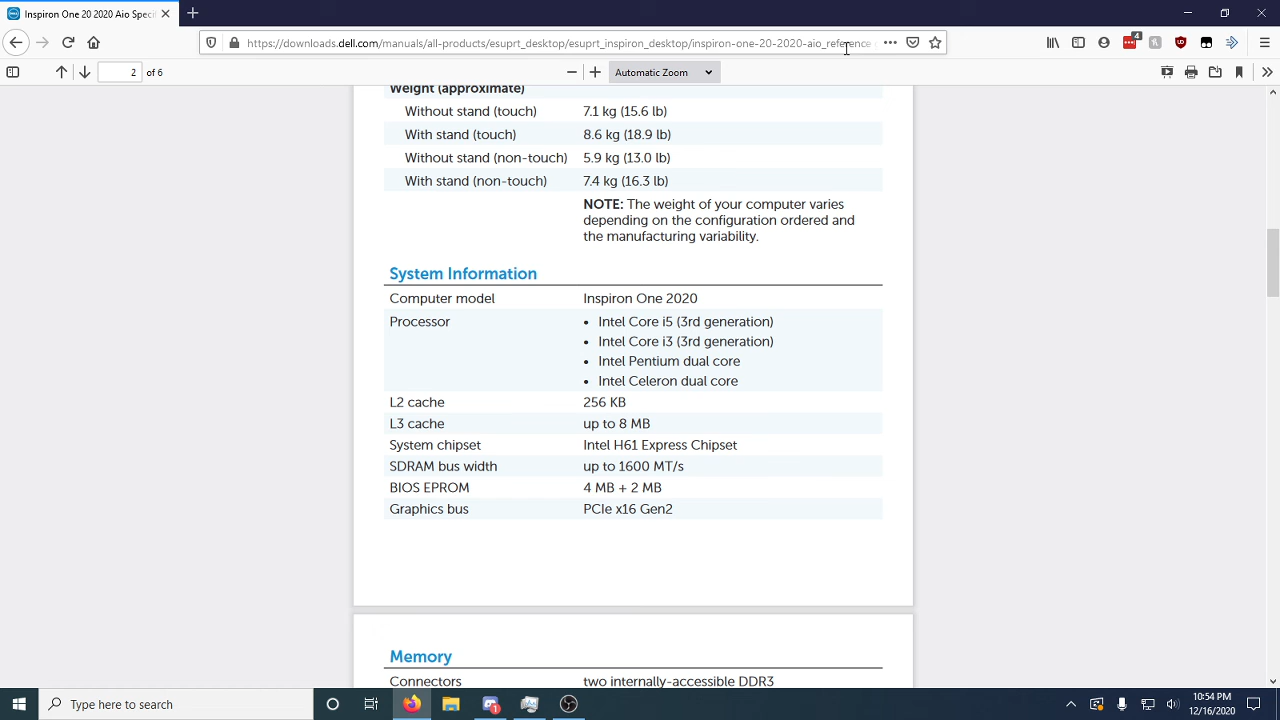 Inspiron One 20 2020 Aio Speci
https://downloads.dell.com/manuals/all-products/esuprt_desktop/esuprt_inspiron_desktop/inspiron-one-20-2020-aio_reference
4
2 of 6
Automatic Zoom
Weight (approximate)
Without stand (touch) 7.1 kg (15.6 lb)
With stand (touch) 8.6 kg (18.9 lb)
Without stand (non-touch) 5.9 kg (13.0 lb)
With stand (non-touch) 7.4 kg (16.3 lb)
NOTE: The weight of your computer varies
depending on the configuration ordered and
the manufacturing variability.
System Information
Computer model Inspiron One 2020
Processor • Intel Core i5 (3rd generation)
• Intel Core i3 (3rd generation)
• Intel Pentium dual core
• Intel Celeron dual core
L2 cache 256 KB
L3 cache up to 8 MB
System chipset Intel H61 Express Chipset
SDRAM bus width up to 1600 MT/s
BIOS EPROM 4 MB + 2 MB
Graphics bus PCIe x16 Gen2
Memory
Connectors two internally-accessible DDR3
Type here to search
1
10:54 PM
12/16/2020